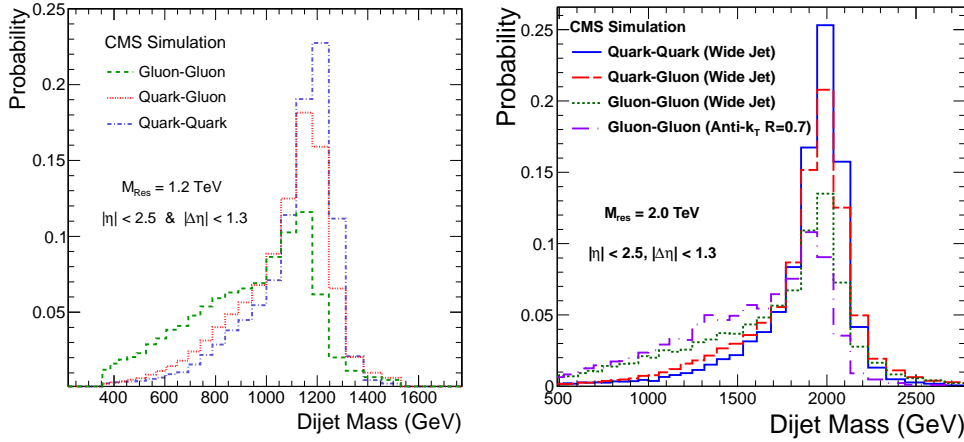 Probability
0.25
0.2
0.15
0.1
0.05
0
CMS Simulation
Gluon-Gluon
Quark-Gluon
Quark-Quark
M_Res = 1.2 TeV
|η| < 2.5 & |Δη| < 1.3
400 600 800 1000 1200 1400 1600
Dijet Mass (GeV)
Probability
0.25
0.2
0.15
0.1
0.05
0
CMS Simulation
Quark-Quark (Wide Jet)
Quark-Gluon (Wide Jet)
Gluon-Gluon (Wide Jet)
Gluon-Gluon (Anti-k_T R=0.7)
M_res = 2.0 TeV
|η| < 2.5, |Δη| < 1.3
500 1000 1500 2000 2500
Dijet Mass (GeV)